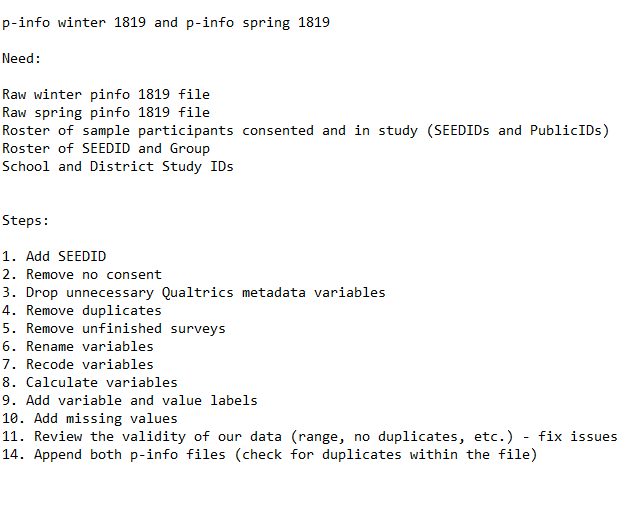 p-info winter 1819 and p-info spring 1819
Need:
Raw winter pinfo 1819 file
Raw spring pinfo 1819 file
Roster of sample participants consented and in study (SEEDIDs and PublicIDs)
Roster of SEEDID and Group
School and District Study IDs
Steps:
1. Add SEEDID
2. Remove no consent
3. Drop unnecessary Qualtrics metadata variables
4. Remove duplicates
5. Remove unfinished surveys
6. Rename variables
7. Recode variables
8. Calculate variables
9. Add variable and value labels
10. Add missing values
11. Review the validity of our data (range, no duplicates, etc.) - fix issues
14. Append both p-info files (check for duplicates within the file)